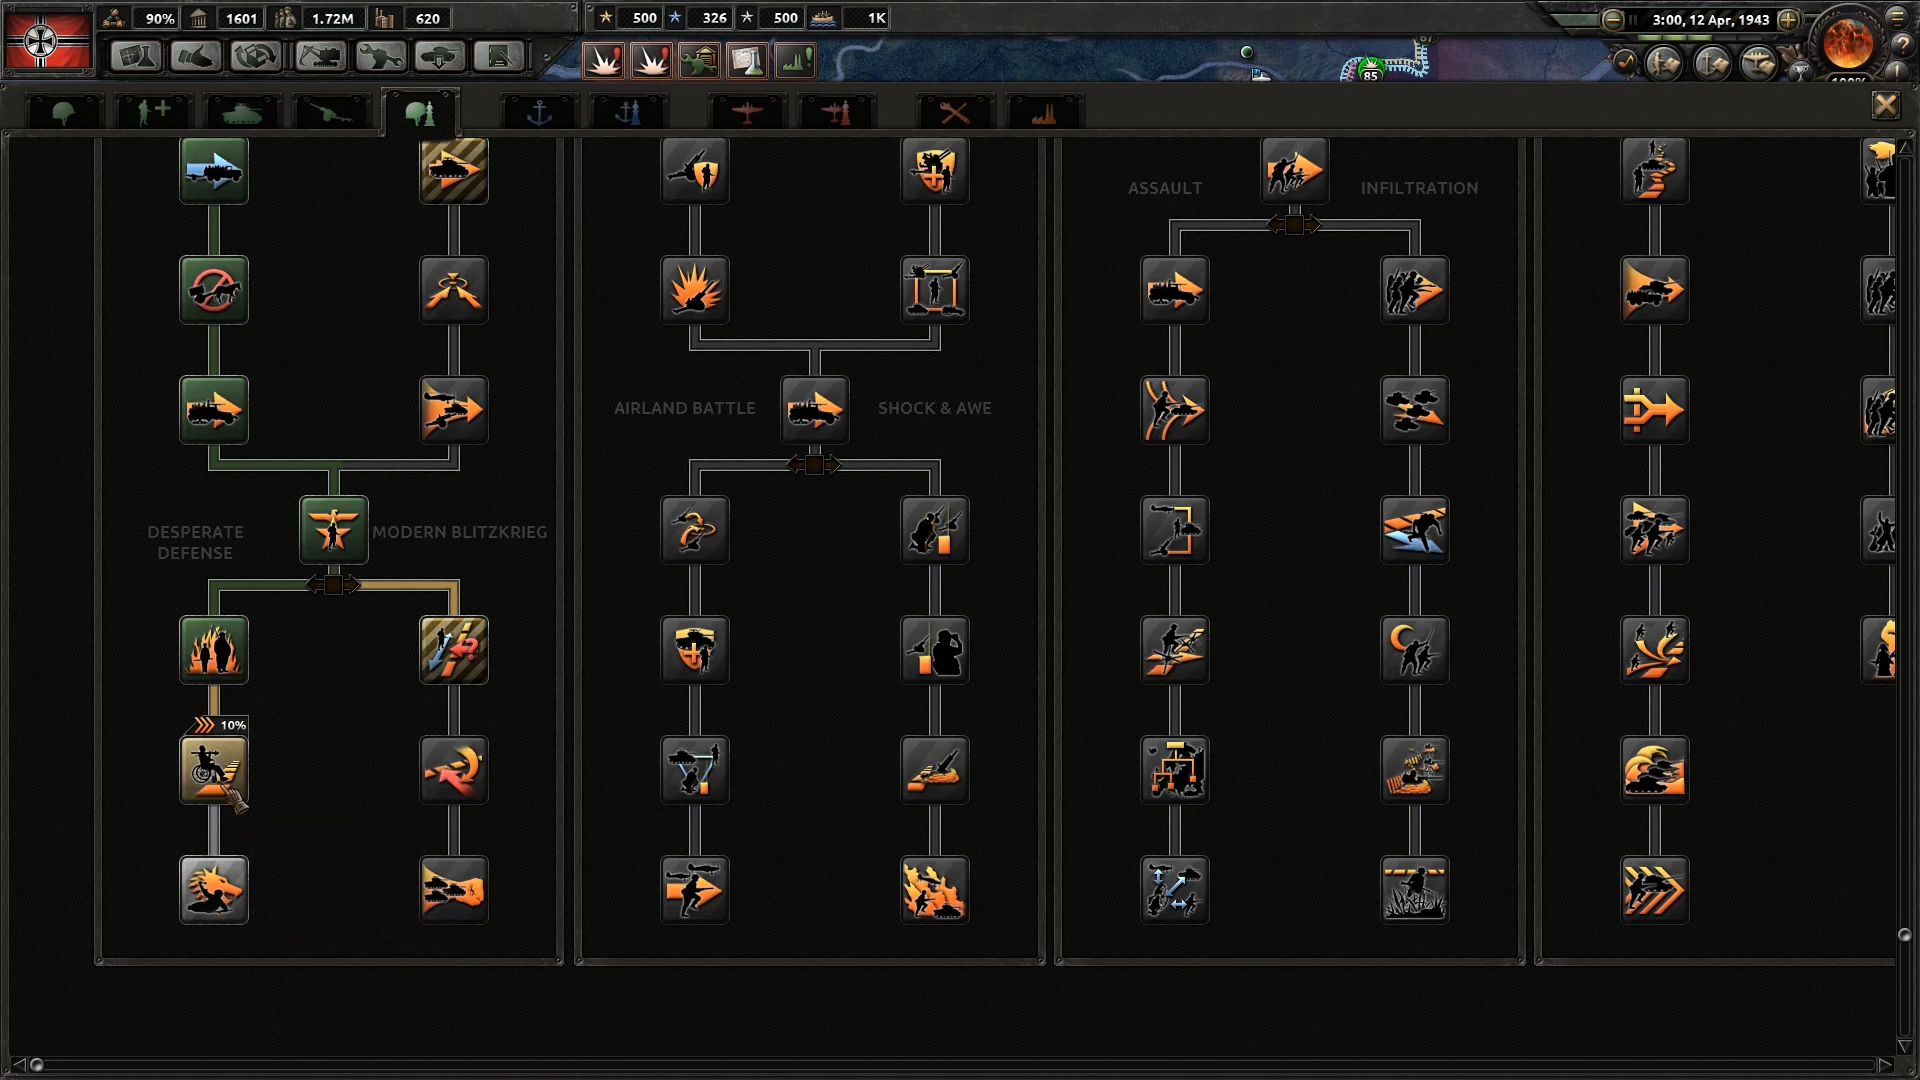 90%
1601
1.72M
620
500
326
500
1K
3:00, 12 Apr, 1943
85
100%
ASSAULT
INFILTRATION
AIRLAND BATTLE
SHOCK & AWE
DESPERATE
DEFENSE
MODERN BLITZKRIEG
10%